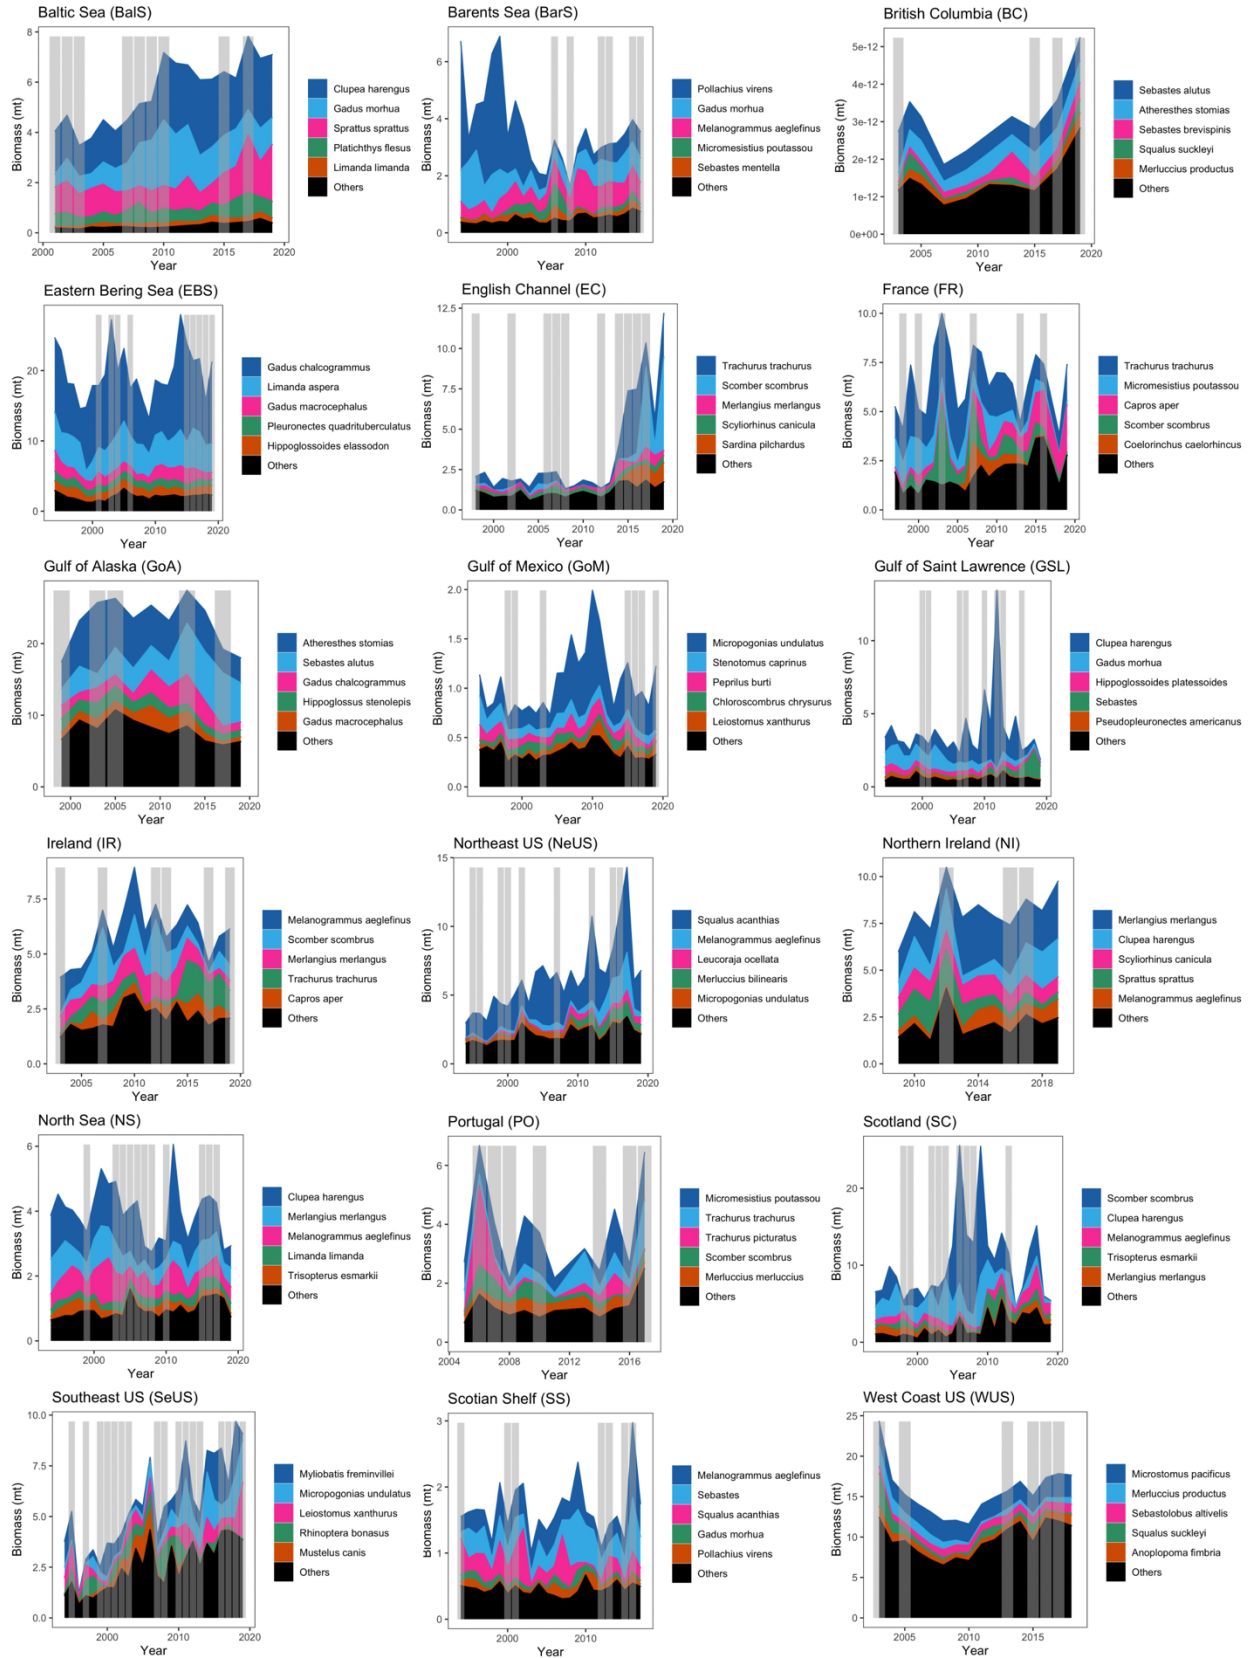 Baltic Sea (BalS)
Biomass (mt)
8
6
4
2
0
2000 2005 2010 2015 2020
Year
Clupea harengus
Gadus morhua
Sprattus sprattus
Platichthys flesus
Limanda limanda
Others
Barents Sea (BarS)
Biomass (mt)
6
4
2
0
2000 2010
Year
Pollachius virens
Gadus morhua
Melanogrammus aeglefinus
Micromesistius poutassou
Sebastes mentella
Others
British Columbia (BC)
Biomass (mt)
5e-12
4e-12
3e-12
2e-12
1e-12
0e+00
2005 2010 2015 2020
Year
Sebastes alutus
Atheresthes stomias
Sebastes brevispinis
Squalus suckleyi
Merluccius productus
Others
Eastern Bering Sea (EBS)
Biomass (mt)
20
10
0
2000 2010 2020
Year
Gadus chalcogrammus
Limanda aspera
Gadus macrocephalus
Pleuronectes quadrituberculatus
Hippoglossoides elassodon
Others
English Channel (EC)
Biomass (mt)
12.5
10.0
7.5
5.0
2.5
0.0
2000 2005 2010 2015 2020
Year
Trachurus trachurus
Scomber scombrus
Merlangius merlangus
Scyliorhinus canicula
Sardina pilchardus
Others
France (FR)
Biomass (mt)
10.0
7.5
5.0
2.5
0.0
2000 2005 2010 2015 2020
Year
Trachurus trachurus
Micromesistius poutassou
Capros aper
Scomber scombrus
Coelorinchus caelorhincus
Others
Gulf of Alaska (GoA)
Biomass (mt)
20
10
0
2000 2005 2010 2015 2020
Year
Atheresthes stomias
Sebastes alutus
Gadus chalcogrammus
Hippoglossus stenolepis
Gadus macrocephalus
Others
Gulf of Mexico (GoM)
Biomass (mt)
2.0
1.5
1.0
0.5
0.0
2000 2010 2020
Year
Micropogonias undulatus
Stenotomus caprinus
Peprilus burti
Chloroscombrus chrysurus
Leiostomus xanthurus
Others
Gulf of Saint Lawrence (GSL)
Biomass (mt)
10
5
0
2000 2010 2020
Year
Clupea harengus
Gadus morhua
Hippoglossoides platessoides
Sebastes
Pseudopleuronectes americanus
Others
Ireland (IR)
Biomass (mt)
7.5
5.0
2.5
0.0
2005 2010 2015 2020
Year
Melanogrammus aeglefinus
Scomber scombrus
Merlangius merlangus
Trachurus trachurus
Capros aper
Others
Northeast US (NeUS)
Biomass (mt)
15
10
5
0
2000 2010 2020
Year
Squalus acanthias
Melanogrammus aeglefinus
Leucoraja ocellata
Merluccius bilinearis
Micropogonias undulatus
Others
Northern Ireland (NI)
Biomass (mt)
10.0
7.5
5.0
2.5
0.0
2010 2014 2018
Year
Merlangius merlangus
Clupea harengus
Scyliorhinus canicula
Sprattus sprattus
Melanogrammus aeglefinus
Others
North Sea (NS)
Biomass (mt)
6
4
2
0
2000 2010 2020
Year
Clupea harengus
Merlangius merlangus
Melanogrammus aeglefinus
Limanda limanda
Trisopterus esmarkii
Others
Portugal (PO)
Biomass (mt)
6
4
2
0
2004 2008 2012 2016
Year
Micromesistius poutassou
Trachurus trachurus
Trachurus picturatus
Scomber scombrus
Merluccius merluccius
Others
Scotland (SC)
Biomass (mt)
20
10
0
2000 2010 2020
Year
Scomber scombrus
Clupea harengus
Melanogrammus aeglefinus
Trisopterus esmarkii
Merlangius merlangus
Others
Southeast US (SeUS)
Biomass (mt)
10.0
7.5
5.0
2.5
0.0
2000 2010 2020
Year
Myliobatis freminvillei
Micropogonias undulatus
Leiostomus xanthurus
Rhinoptera bonasus
Mustelus canis
Others
Scotian Shelf (SS)
Biomass (mt)
3
2
1
0
2000 2010
Year
Melanogrammus aeglefinus
Sebastes
Squalus acanthias
Gadus morhua
Pollachius virens
Others
West Coast US (WUS)
Biomass (mt)
25
20
15
10
5
0
2005 2010 2015
Year
Microstomus pacificus
Merluccius productus
Sebastolobus altivelis
Squalus suckleyi
Anoplopoma fimbria
Others